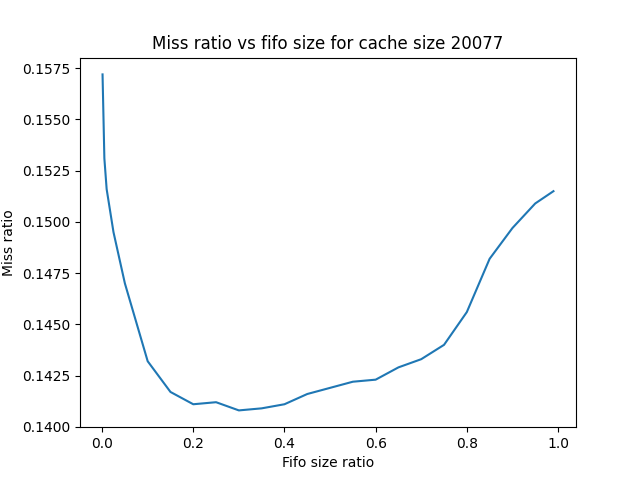 Miss ratio vs fifo size for cache size 20077
0.1575
0.1550
0.1525
0.1500
0.1475
0.1450
0.1425
0.1400
Miss ratio
0.0 0.2 0.4 0.6 0.8 1.0
Fifo size ratio